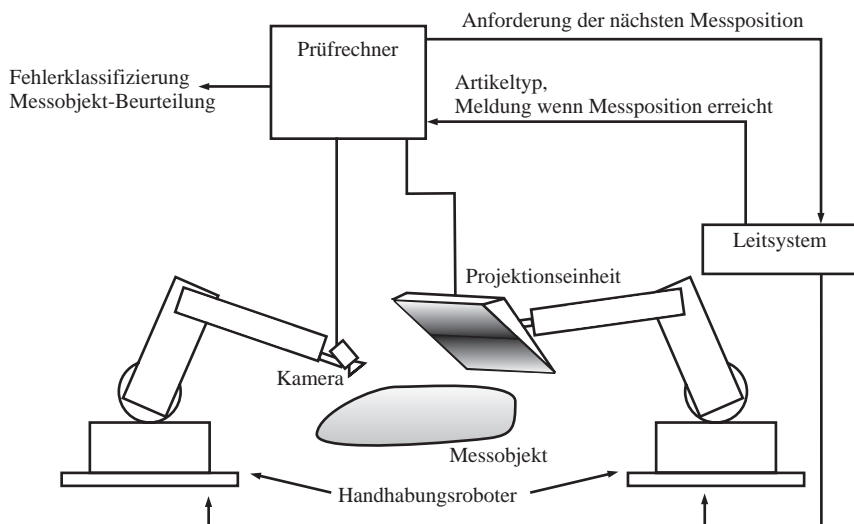 Anforderung der nächsten Messposition
Prüfrechner
Fehlerklassifizierung
Messobjekt-Beurteilung
Artikeltyp,
Meldung wenn Messposition erreicht
Leitsystem
Projektionseinheit
Kamera
Messobjekt
Handhabungsroboter